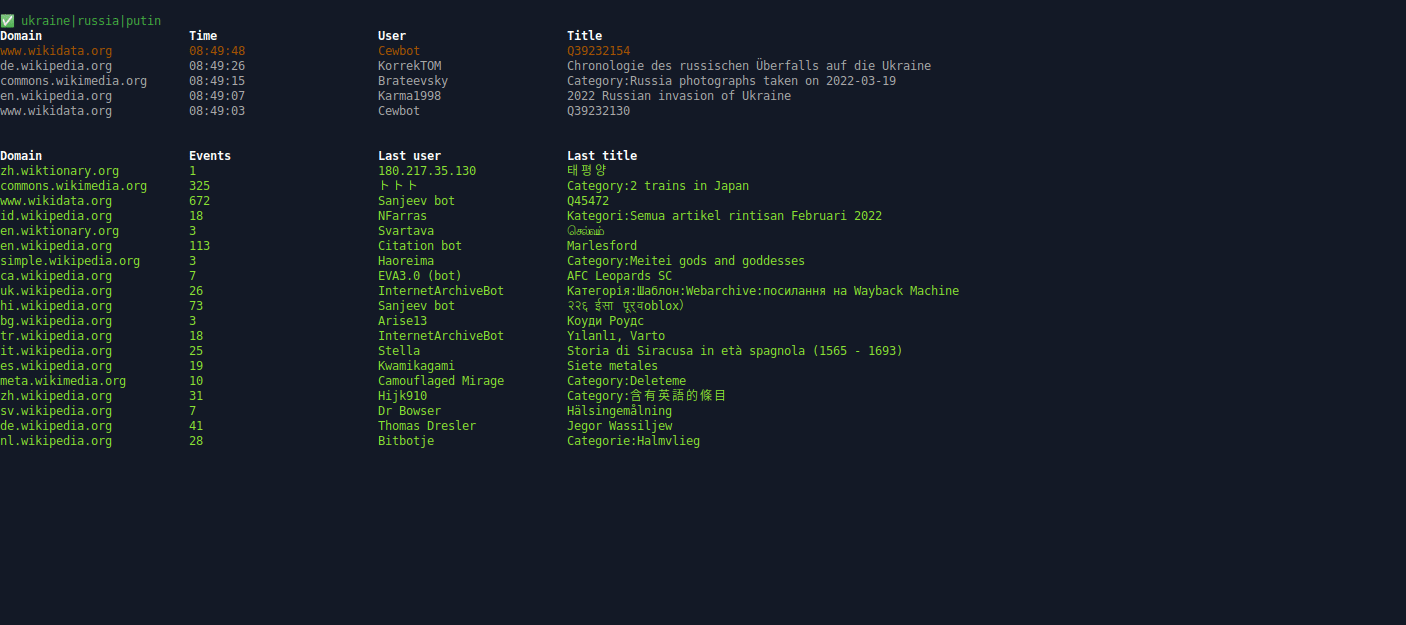 ✅ ukraine|russia|putin
Domain Time User Title
www.wikidata.org 08:49:48 Cewbot Q39232154
de.wikipedia.org 08:49:26 KorrekTOM Chronologie des russischen Überfalls auf die Ukraine
commons.wikimedia.org 08:49:15 Brateevsky Category:Russia photographs taken on 2022-03-19
en.wikipedia.org 08:49:07 Karma1998 2022 Russian invasion of Ukraine
www.wikidata.org 08:49:03 Cewbot Q39232130
Domain Events Last user Last title
zh.wiktionary.org 1 180.217.35.130 태평양
commons.wikimedia.org 325 トトト Category:2 trains in Japan
www.wikidata.org 672 Sanjeev bot Q45472
id.wikipedia.org 18 NFarras Kategori:Semua artikel rintisan Februari 2022
en.wiktionary.org 3 Svartava செல்வம்
en.wikipedia.org 113 Citation bot Marlesford
simple.wikipedia.org 3 Haoreima Category:Meitei gods and goddesses
ca.wikipedia.org 7 EVA3.0 (bot) AFC Leopards SC
uk.wikipedia.org 26 InternetArchiveBot Категорія:Шаблон:Webarchive:посилання на Wayback Machine
hi.wikipedia.org 73 Sanjeev bot २२६ ईसा पूर्वoblox)
bg.wikipedia.org 3 Arise13 Коуди Роудс
tr.wikipedia.org 18 InternetArchiveBot Yılanlı, Varto
it.wikipedia.org 25 Stella Storia di Siracusa in età spagnola (1565 - 1693)
es.wikipedia.org 19 Kwamikagami Siete metales
meta.wikimedia.org 10 Camouflaged Mirage Category:Deleteme
zh.wikipedia.org 31 Hijk910 Category:含有英語的條目
sv.wikipedia.org 7 Dr Bowser Hälsingemålning
de.wikipedia.org 41 Thomas Dresler Jegor Wassiljew
nl.wikipedia.org 28 Bitbotje Categorie:Halmvlieg